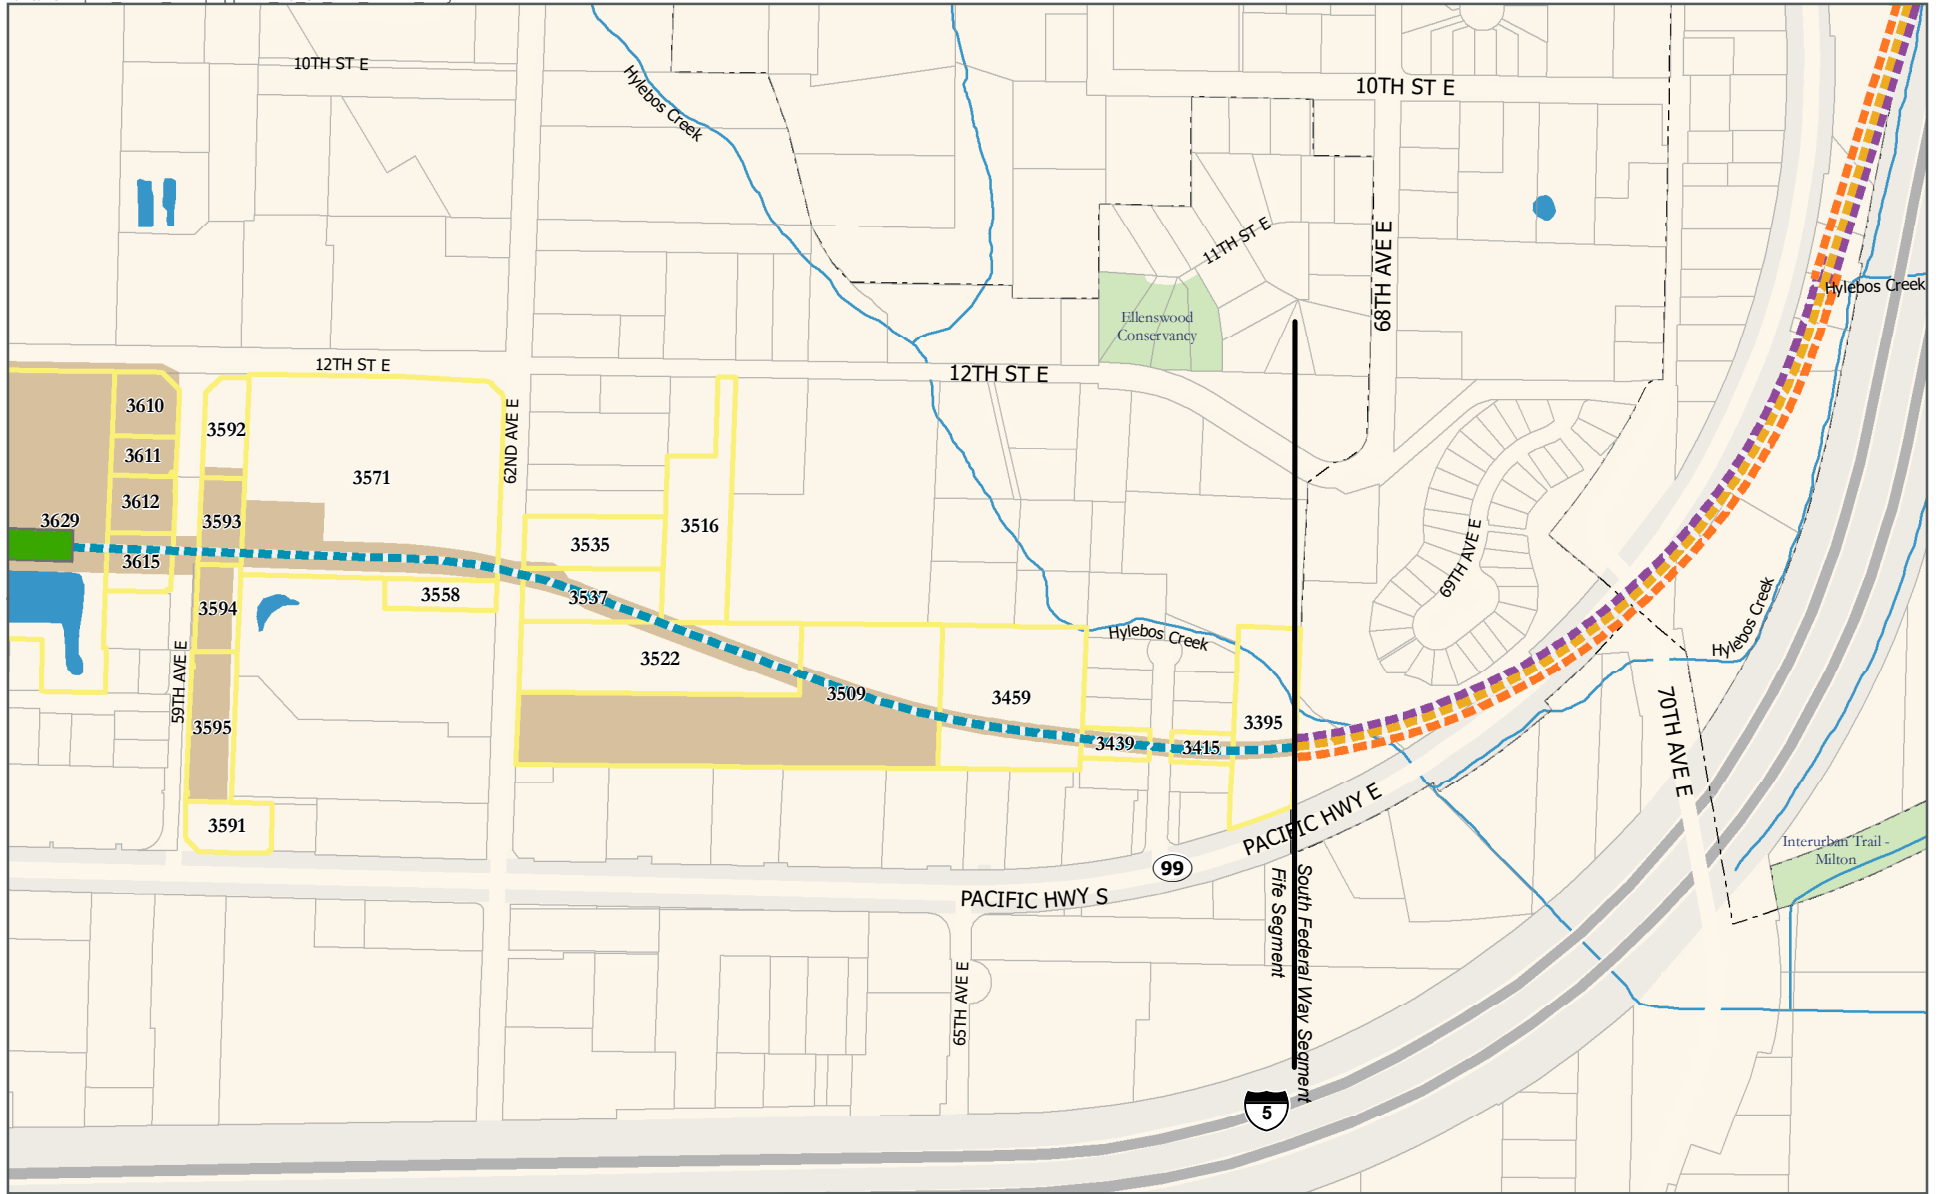 10TH ST E
Hylebos Creek
10TH ST E
11TH ST E
68TH AVE E
Hylebos Creek
Ellenswood
Conservancy
12TH ST E
12TH ST E
62ND AVE E
3610
3592
3611
3571
3612
3593
3629
3516
3535
3615
3558
3537
3594
69TH AVE E
Hylebos Creek
Hylebos Creek
3522
59TH AVE E
3509
3459
3395
3595
3439
3415
70TH AVE E
3591
PACIFIC HWY E
99
PACIFIC HWY S
Interurban Trail -
Milton
Fife Segment
South Federal Way Segment
65TH AVE E
5